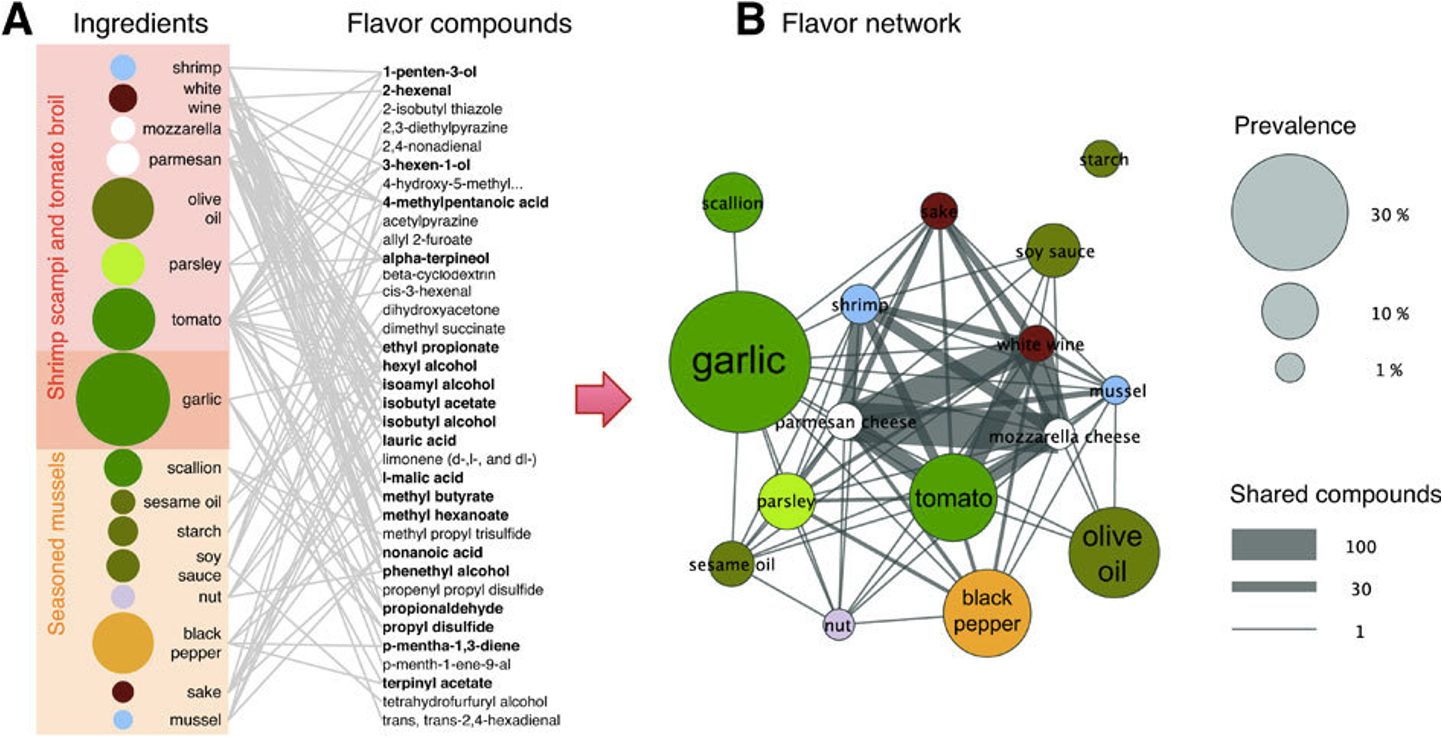 A
Ingredients
Flavor compounds
Shrimp scampi and tomato broil
Seasoned mussels
shrimp
white
wine
mozzarella
parmesan
olive
oil
parsley
tomato
garlic
scallion
sesame oil
starch
soy
sauce
nut
black
pepper
sake
mussel
1-penten-3-ol
2-hexenal
2-isobutyl thiazole
2,3-diethylpyrazine
2,4-nonadienal
3-hexen-1-ol
4-hydroxy-5-methyl...
4-methylpentanoic acid
acetylpyrazine
allyl 2-furoate
alpha-terpineol
beta-cyclodextrin
cis-3-hexenal
dihydroxyacetone
dimethyl succinate
ethyl propionate
hexyl alcohol
isoamyl alcohol
isobutyl acetate
isobutyl alcohol
lauric acid
limonene (d-,l-, and dl-)
l-malic acid
methyl butyrate
methyl hexanoate
methyl propyl trisulfide
nonanoic acid
phenethyl alcohol
propenyl propyl disulfide
propionaldehyde
propyl disulfide
p-mentha-1,3-diene
p-menth-1-ene-9-al
terpinyl acetate
tetrahydrofurfuryl alcohol
trans, trans-2,4-hexadienal
B
Flavor network
starch
scallion
sake
soy sauce
shrimp
white wine
garlic
mussel
parmesan cheese
mozzarella cheese
parsley
tomato
olive
oil
sesame oil
black
pepper
nut
Prevalence
30 %
10 %
1 %
Shared compounds
100
30
1